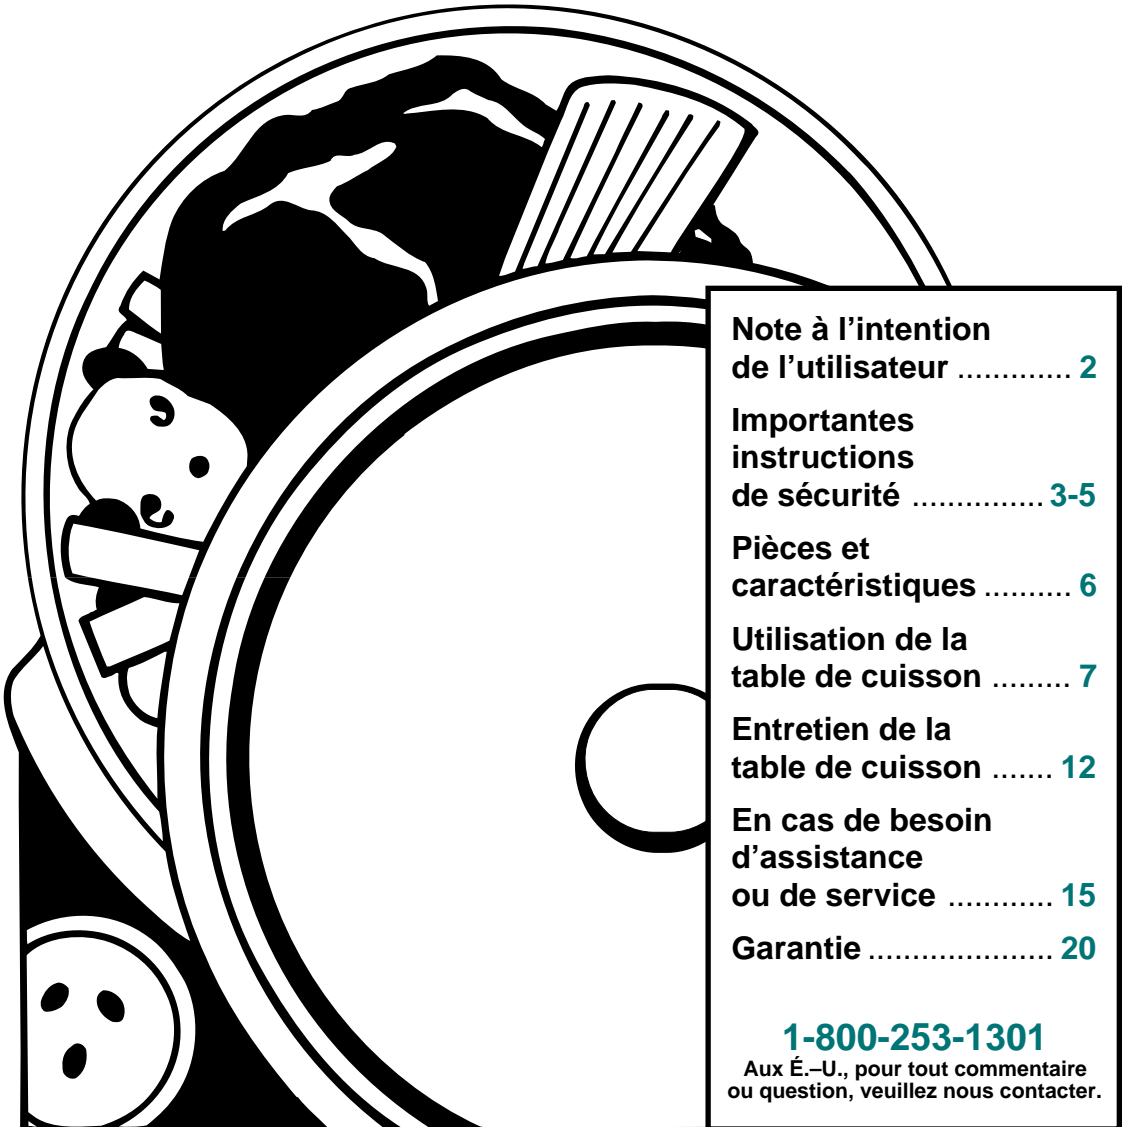 Note à l’intention
de l’utilisateur ............. 2
Importantes
instructions
de sécurité ............... 3-5
Pièces et
caractéristiques .......... 6
Utilisation de la
table de cuisson ......... 7
Entretien de la
table de cuisson ....... 12
En cas de besoin
d’assistance
ou de service ............ 15
Garantie ..................... 20
1-800-253-1301
Aux É.–U., pour tout commentaire
ou question, veuillez nous contacter.